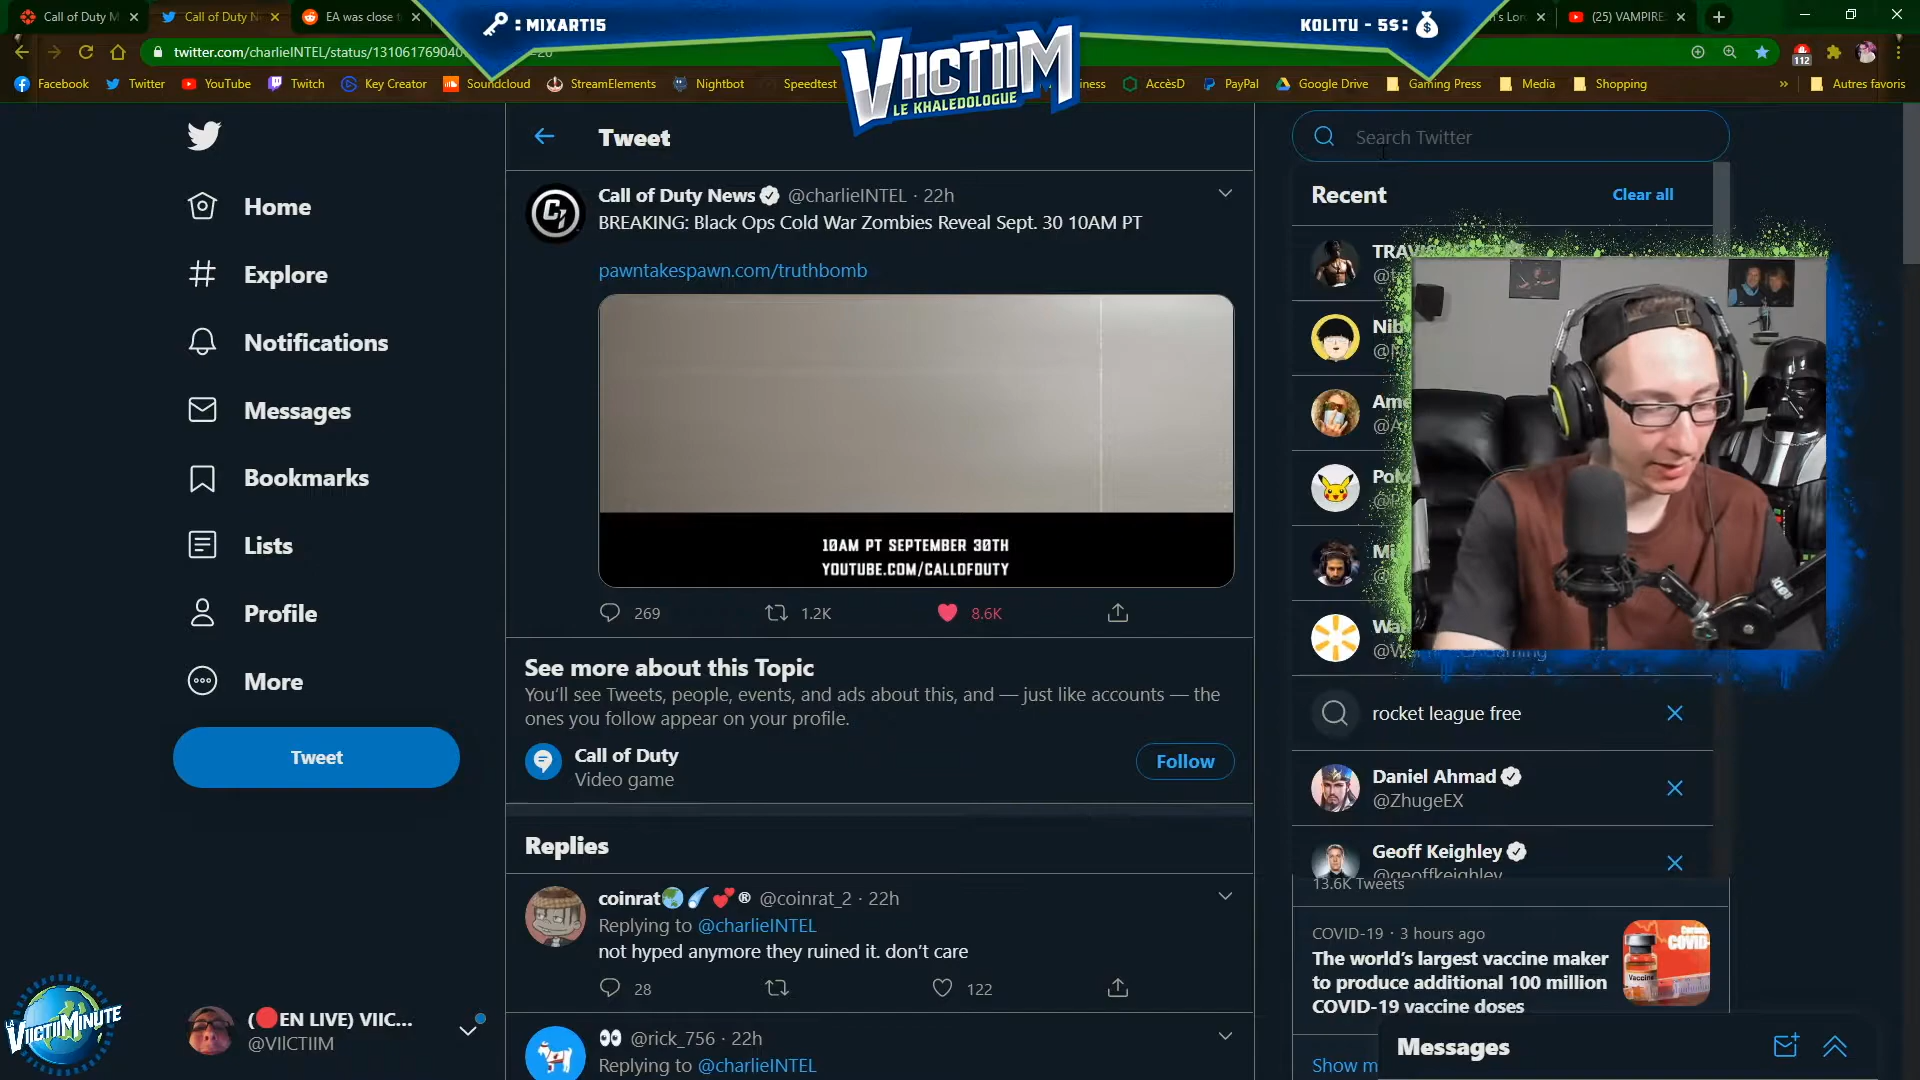 Call of Duty M
Call of Duty N
EA was close t
(25) VAMPIRE
: MIXART15
KOLITU - 5$:
VIICTIIM
LE KHALEDOLOGUE
twitter.com/charlieINTEL/status/131061769040
112
Facebook
Twitter
YouTube
Twitch
Key Creator
Soundcloud
StreamElements
Nightbot
Speedtest
AccèsD
PayPal
Google Drive
Gaming Press
Media
Shopping
»
Autres favoris
Home
Explore
Notifications
Messages
Bookmarks
Lists
Profile
More
Tweet
(🔴EN LIVE) VIIC...
@VIICTIIM
LA VIICTIIMINUTE
Tweet
Call of Duty News @charlieINTEL · 22h
BREAKING: Black Ops Cold War Zombies Reveal Sept. 30 10AM PT
pawntakespawn.com/truthbomb
10AM PT SEPTEMBER 30TH
YOUTUBE.COM/CALLOFDUTY
269
1.2K
8.6K
See more about this Topic
You'll see Tweets, people, events, and ads about this, and — just like accounts — the
ones you follow appear on your profile.
Call of Duty
Video game
Follow
Replies
coinrat🌏☄️💕® @coinrat_2 · 22h
Replying to @charlieINTEL
not hyped anymore they ruined it. don't care
28
122
👀 @rick_756 · 22h
Replying to @charlieINTEL
Search Twitter
Recent
Clear all
rocket league free
Daniel Ahmad
@ZhugeEX
Geoff Keighley
@geoffkeighley
13.6K Tweets
COVID-19 · 3 hours ago
The world's largest vaccine maker
to produce additional 100 million
COVID-19 vaccine doses
Show m
Messages